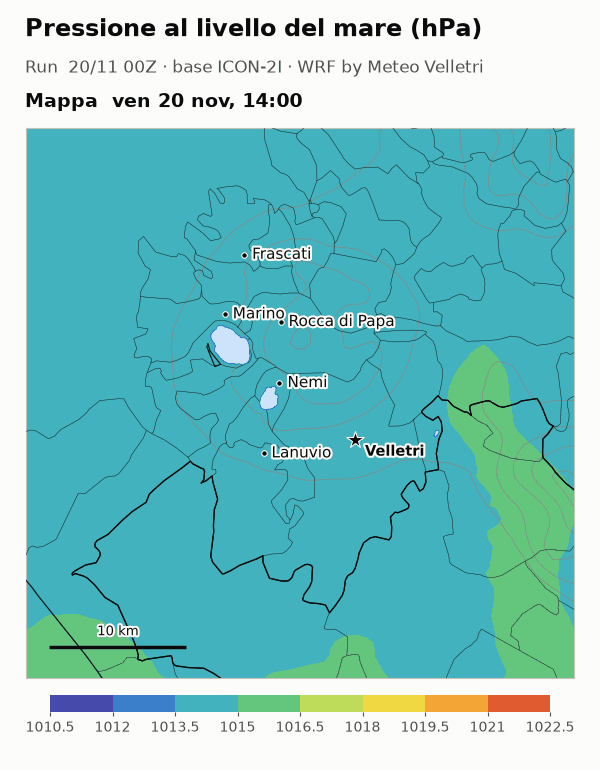 Pressione al livello del mare (hPa)
Run  20/11 00Z · base ICON-2I · WRF by Meteo Velletri
Mappa  ven 20 nov, 14:00
Frascati
Marino
Rocca di Papa
Nemi
Velletri
Lanuvio
10 km
1010.5 1012 1013.5 1015 1016.5 1018 1019.5 1021 1022.5